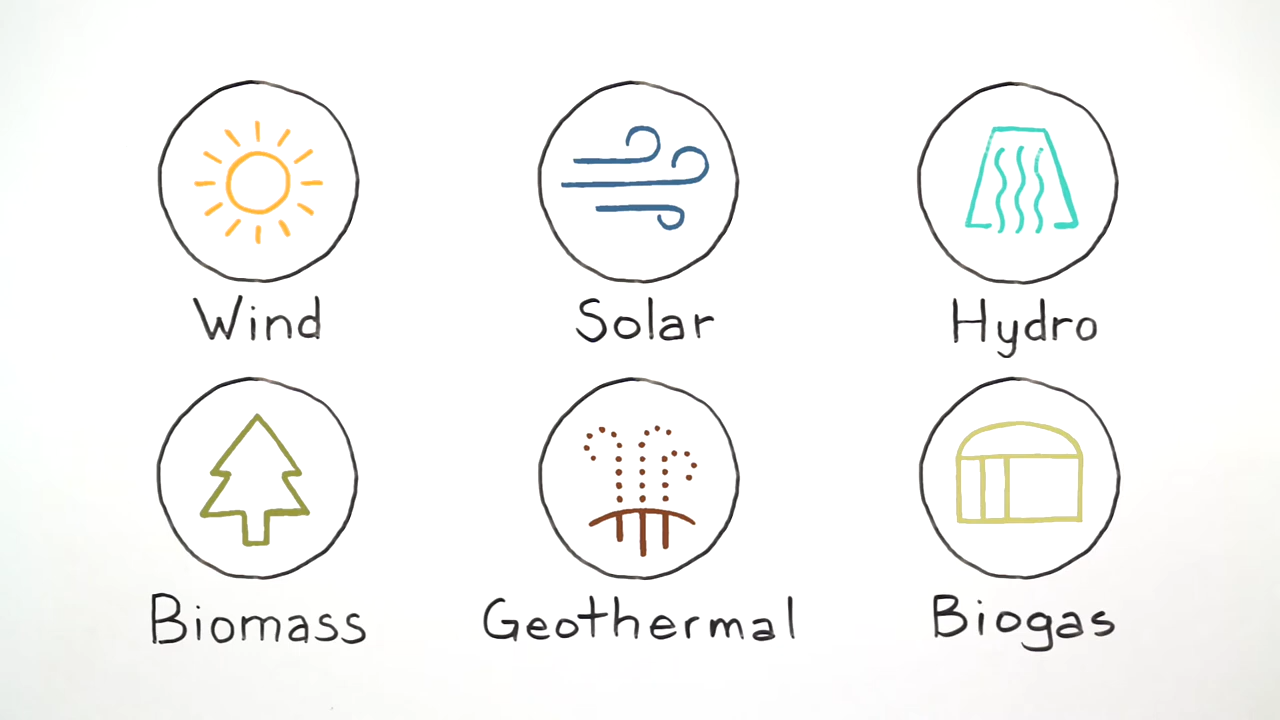 Wind
Solar
Hydro
Biomass
Geothermal
Biogas